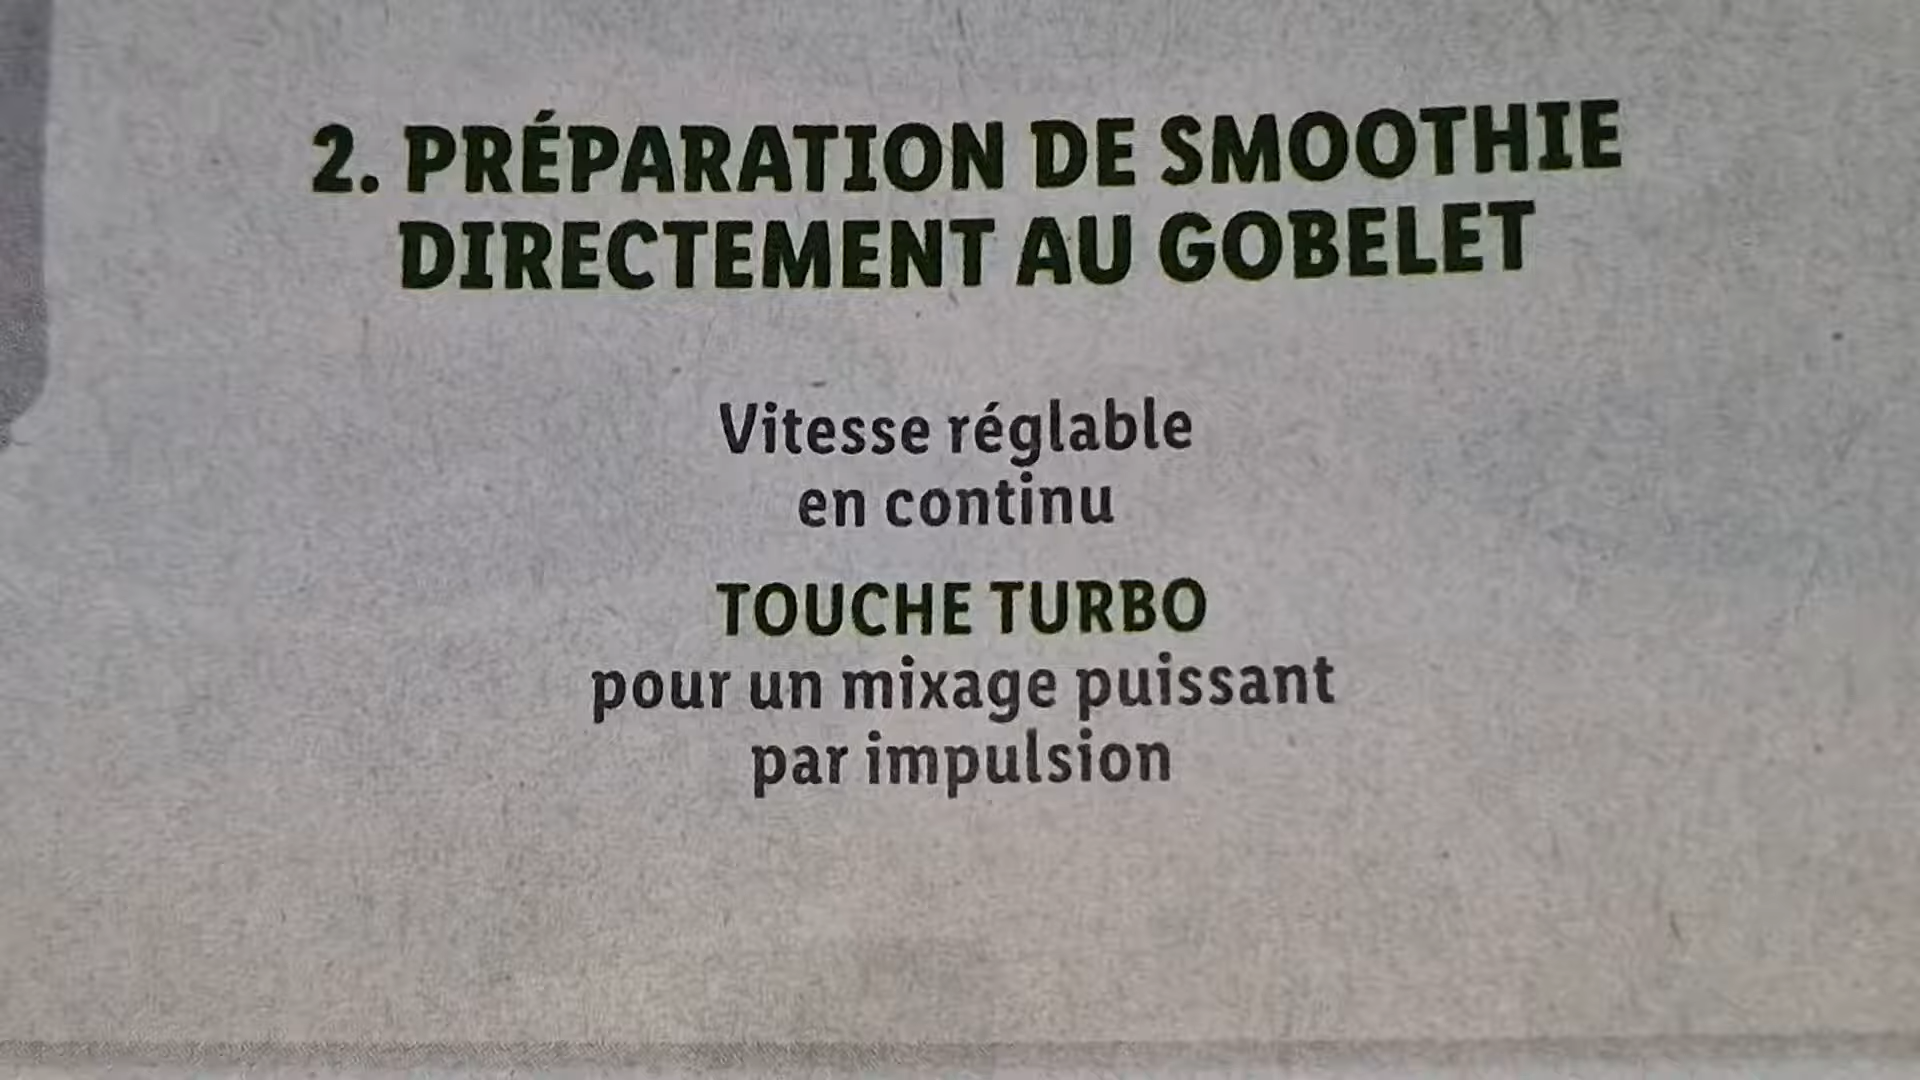 2. PRÉPARATION DE SMOOTHIE
DIRECTEMENT AU GOBELET
Vitesse réglable
en continu
TOUCHE TURBO
pour un mixage puissant
par impulsion